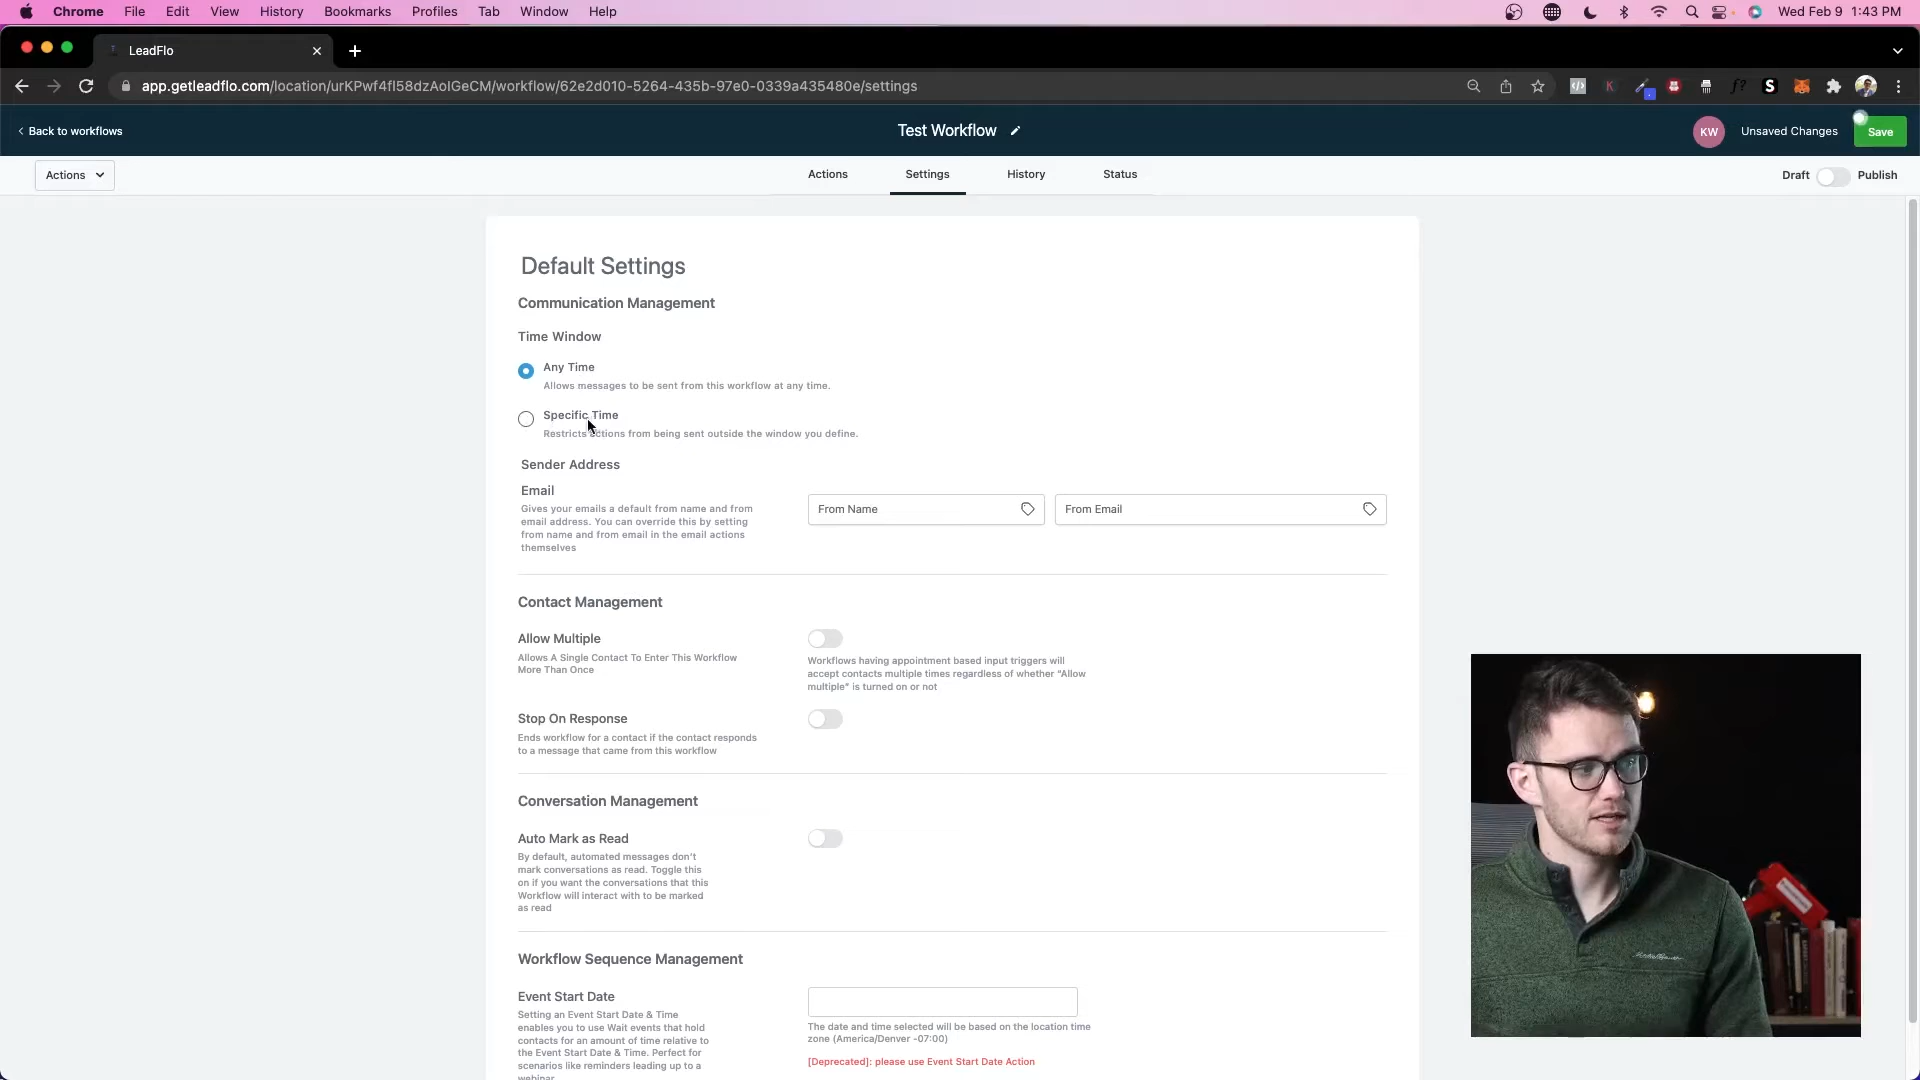 Chrome File Edit View History Bookmarks Profiles Tab Window Help
Wed Feb 9 1:43 PM
LeadFlo
app.getleadflo.com/location/urKPwf4fl58dzAolGeCM/workflow/62e2d010-5264-435b-97e0-0339a435480e/settings
Back to workflows
Test Workflow
KW
Unsaved Changes
Save
Actions
Actions Settings History Status
Draft
Publish
Default Settings
Communication Management
Time Window
Any Time
Allows messages to be sent from this workflow at any time.
Specific Time
Restricts actions from being sent outside the window you define.
Sender Address
Email
Gives your emails a default from name and from
email address. You can override this by setting
from name and from email in the email actions
themselves
From Name
From Email
Contact Management
Allow Multiple
Allows A Single Contact To Enter This Workflow
More Than Once
Workflows having appointment based input triggers will
accept contacts multiple times regardless of whether "Allow
multiple" is turned on or not
Stop On Response
Ends workflow for a contact if the contact responds
to a message that came from this workflow
Conversation Management
Auto Mark as Read
By default, automated messages don't
mark conversations as read. Toggle this
on if you want the conversations that this
Workflow will interact with to be marked
as read
Workflow Sequence Management
Event Start Date
Setting an Event Start Date & Time
enables you to use Wait events that hold
contacts for an amount of time relative to
the Event Start Date & Time. Perfect for
scenarios like reminders leading up to a
webinar
The date and time selected will be based on the location time
zone (America/Denver -07:00)
[Deprecated]: please use Event Start Date Action